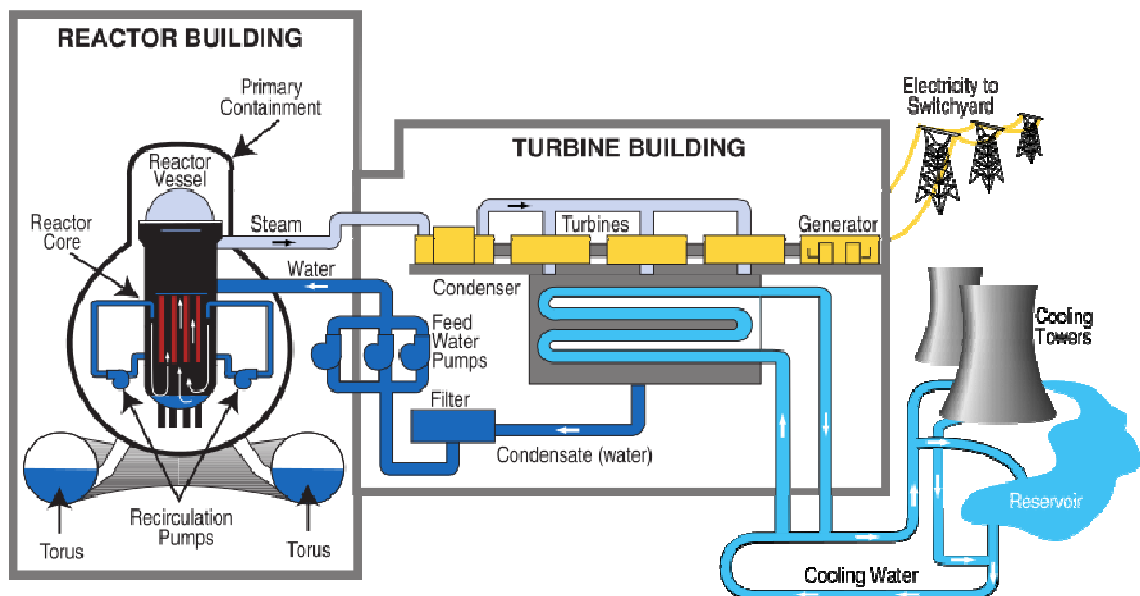 REACTOR BUILDING
Primary
Containment
Reactor
Vessel
Reactor
Core
Steam
Water
Recirculation
Pumps
Torus
Torus
TURBINE BUILDING
Turbines
Generator
Condenser
Feed
Water
Pumps
Filter
Condensate (water)
Electricity to
Switchyard
Cooling
Towers
Reservoir
Cooling Water